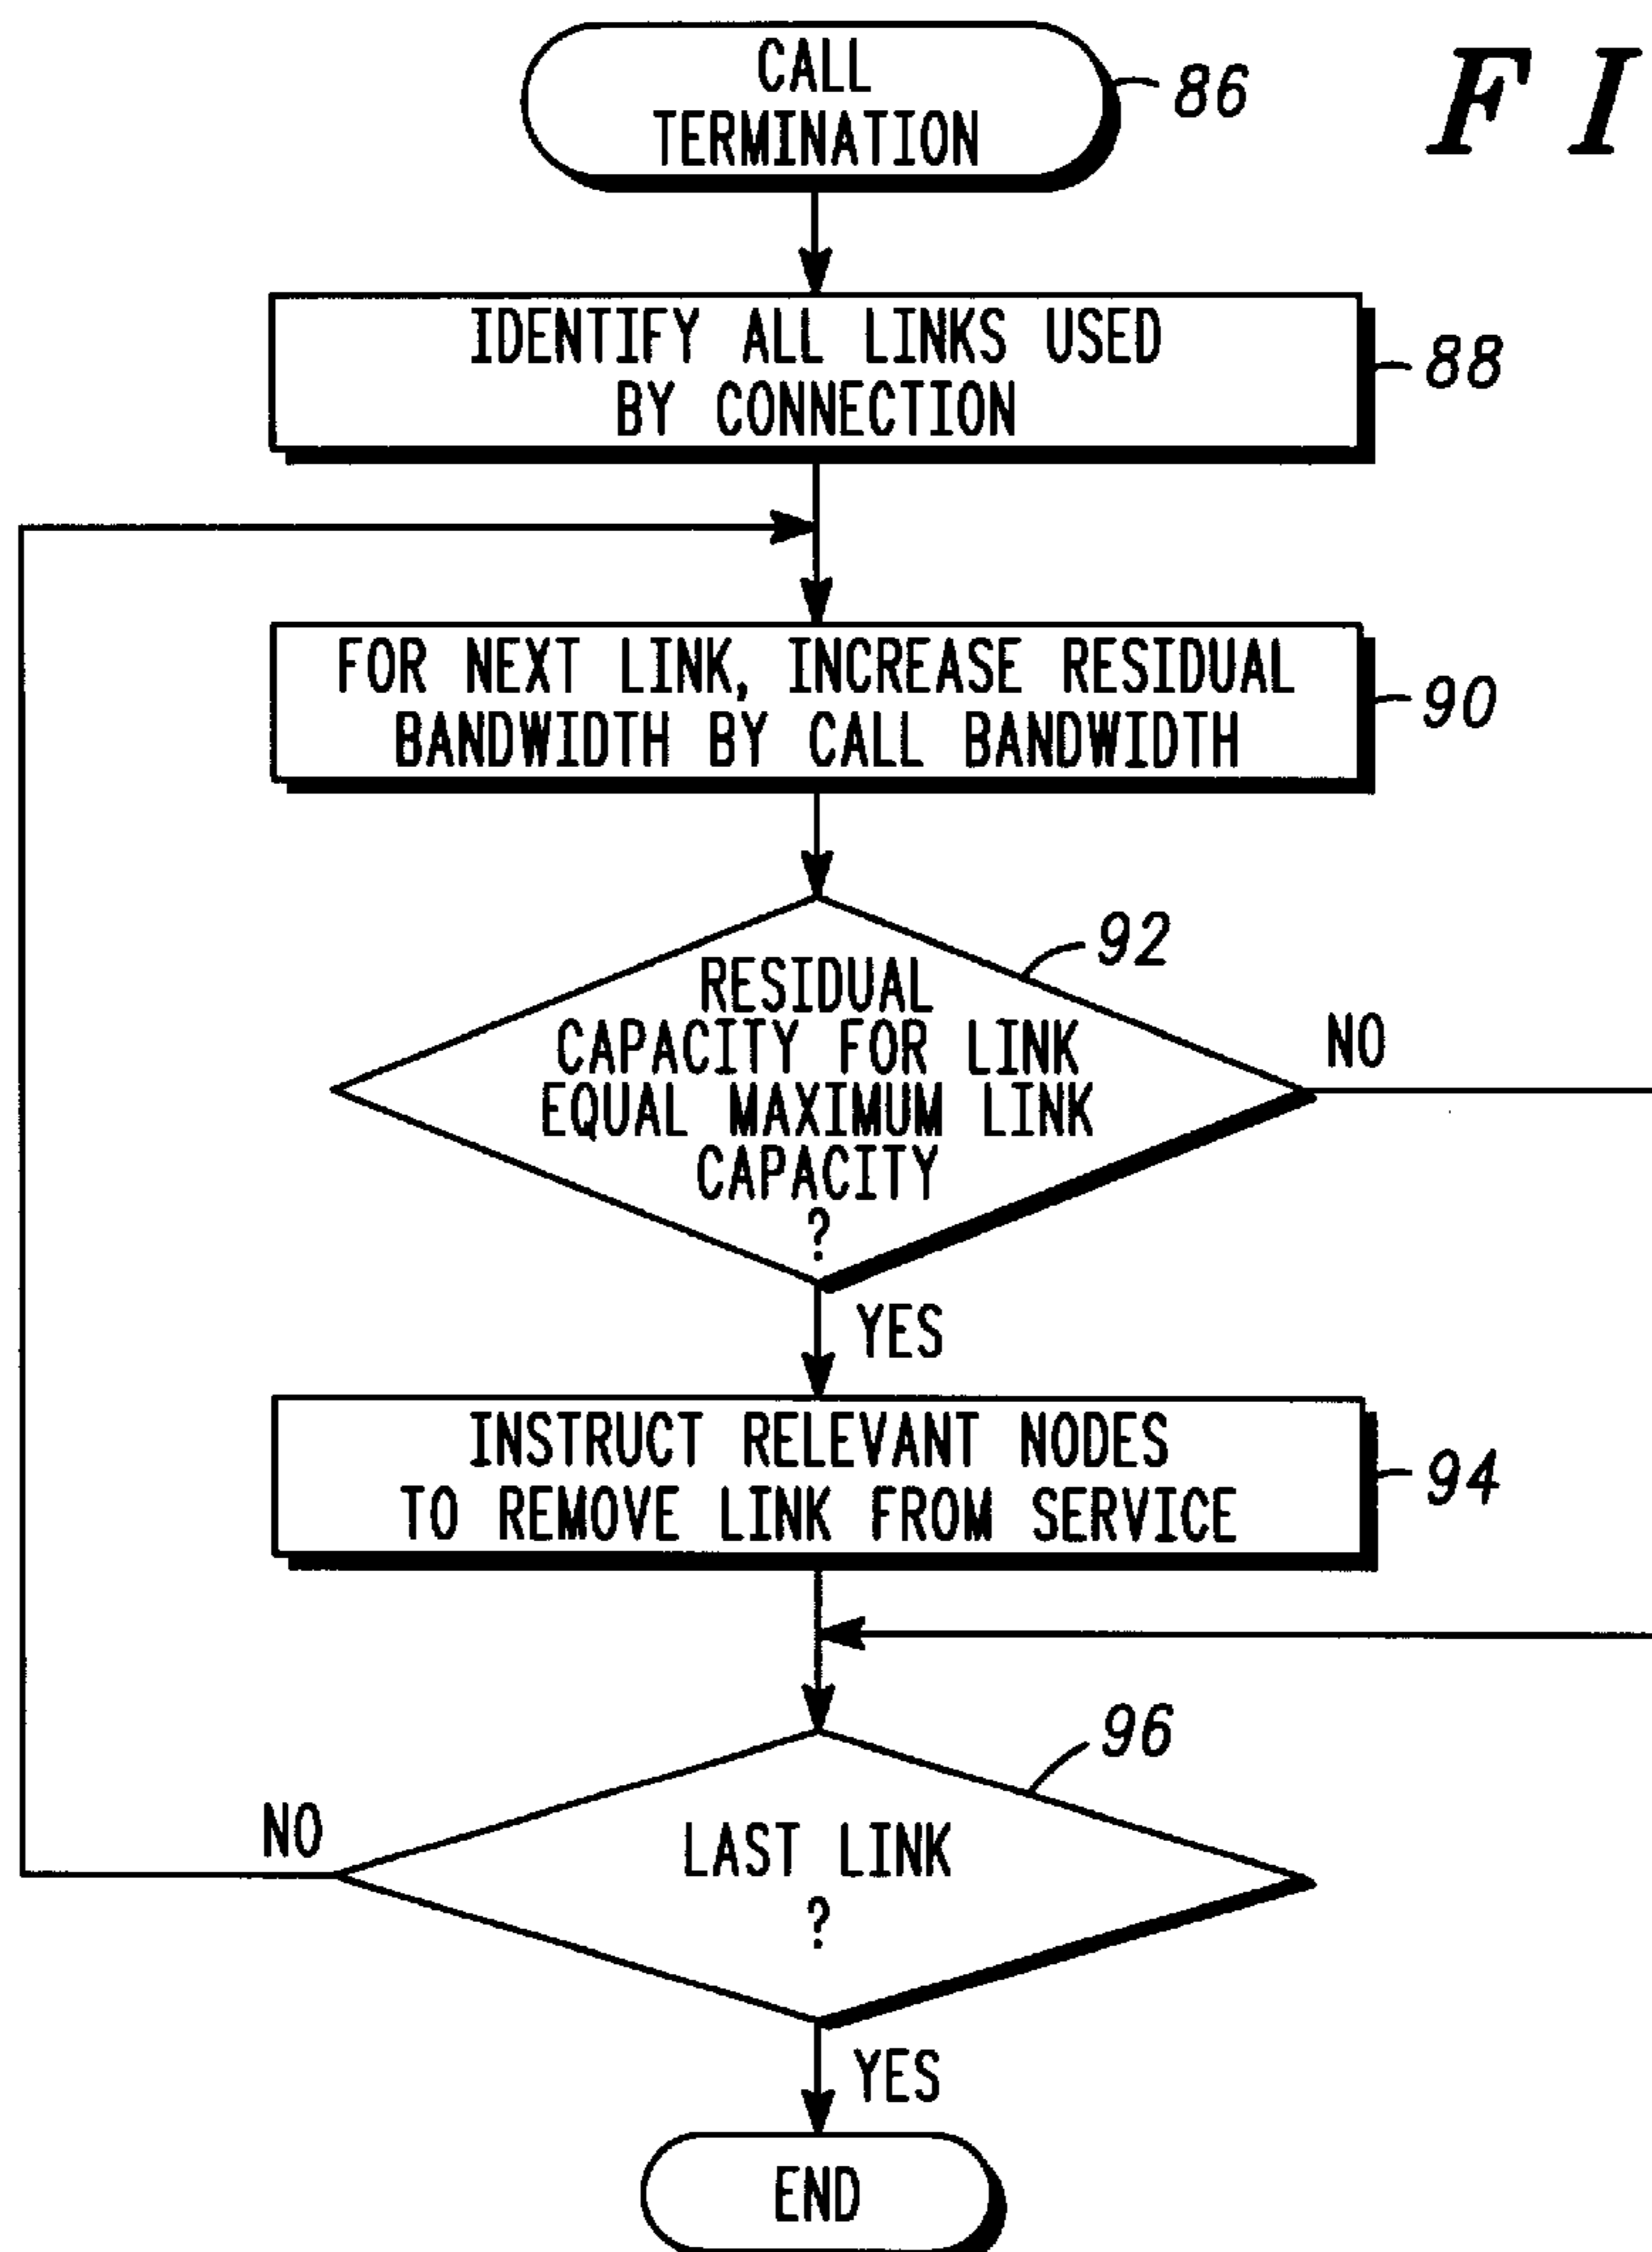 CALL
TERMINATION
86
F I
IDENTIFY ALL LINKS USED
BY CONNECTION
88
FOR NEXT LINK, INCREASE RESIDUAL
BANDWIDTH BY CALL BANDWIDTH
90
92
RESIDUAL
CAPACITY FOR LINK
EQUAL MAXIMUM LINK
CAPACITY
?
NO
YES
INSTRUCT RELEVANT NODES
TO REMOVE LINK FROM SERVICE
94
96
NO
LAST LINK
?
YES
END